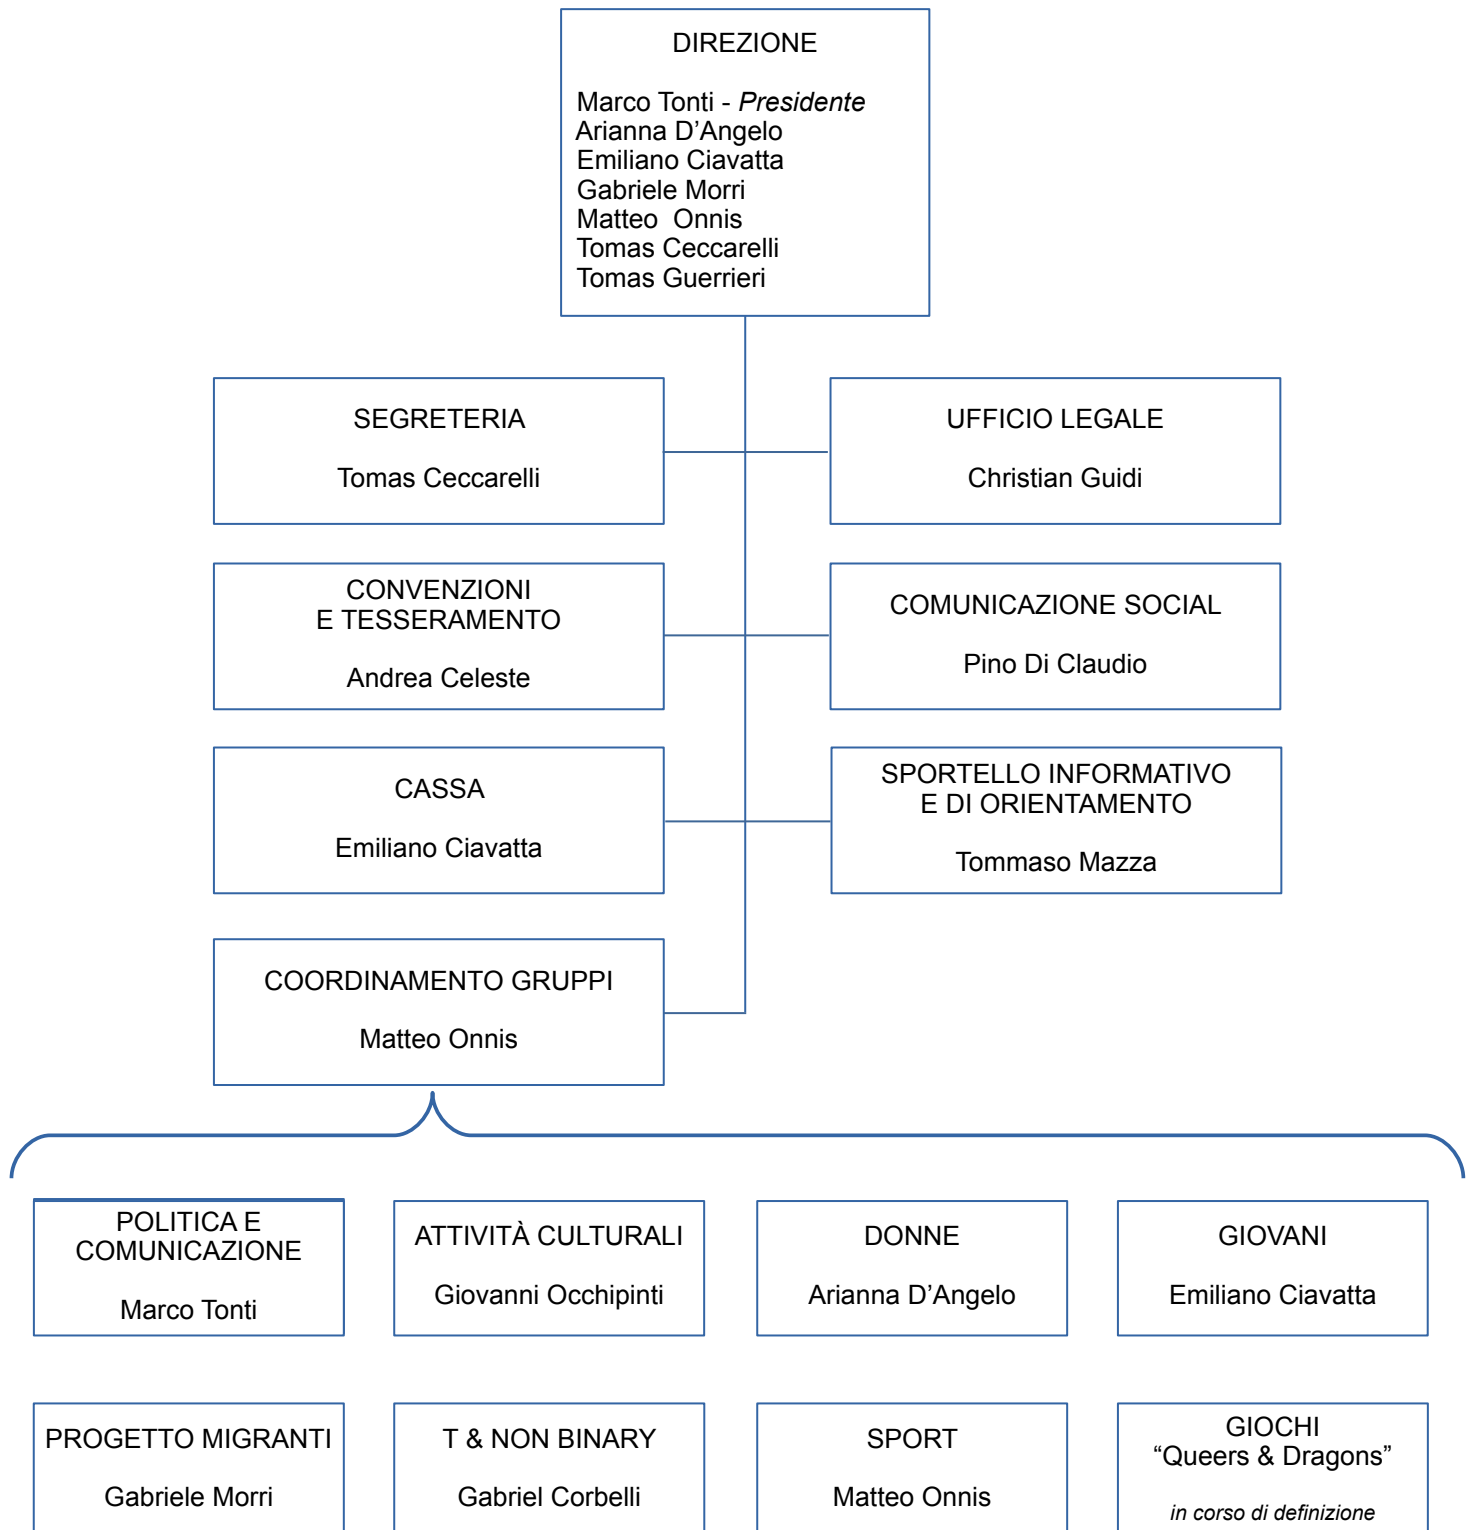 DIREZIONE
Marco Tonti - Presidente
Arianna D’Angelo
Emiliano Ciavatta
Gabriele Morri
Matteo  Onnis
Tomas Ceccarelli
Tomas Guerrieri
SEGRETERIA
Tomas Ceccarelli
UFFICIO LEGALE
Christian Guidi
CONVENZIONI
E TESSERAMENTO
Andrea Celeste
COMUNICAZIONE SOCIAL
Pino Di Claudio
CASSA
Emiliano Ciavatta
SPORTELLO INFORMATIVO
E DI ORIENTAMENTO
Tommaso Mazza
COORDINAMENTO GRUPPI
Matteo Onnis
POLITICA E
COMUNICAZIONE
Marco Tonti
ATTIVITÀ CULTURALI
Giovanni Occhipinti
DONNE
Arianna D’Angelo
GIOVANI
Emiliano Ciavatta
PROGETTO MIGRANTI
Gabriele Morri
T & NON BINARY
Gabriel Corbelli
SPORT
Matteo Onnis
GIOCHI
“Queers & Dragons”
in corso di definizione